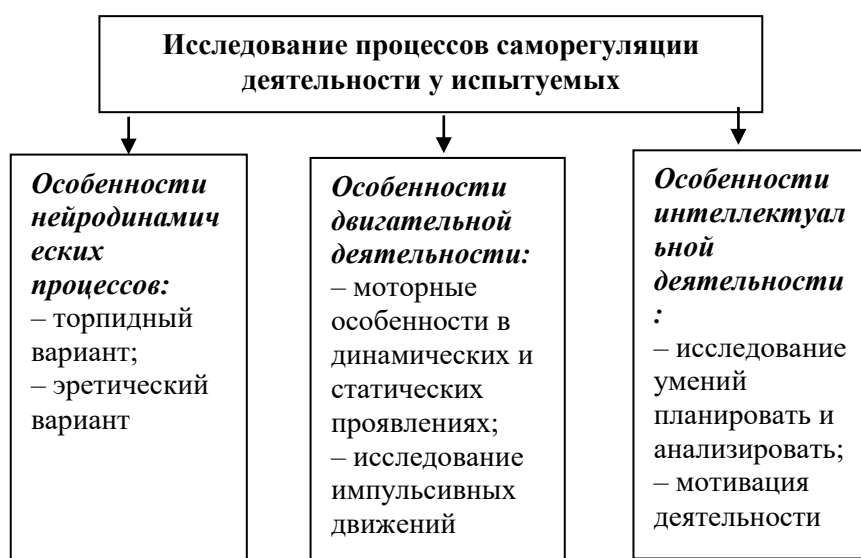 Исследование процессов саморегуляции
деятельности у испытуемых
Особенности
нейродинамич
еских
процессов:
– торпидный
вариант;
– эретический
вариант
Особенности
двигательной
деятельности:
– моторные
особенности в
динамических и
статических
проявлениях;
– исследование
импульсивных
движений
Особенности
интеллектуал
ьной
деятельности
:
– исследование
умений
планировать и
анализировать;
– мотивация
деятельности